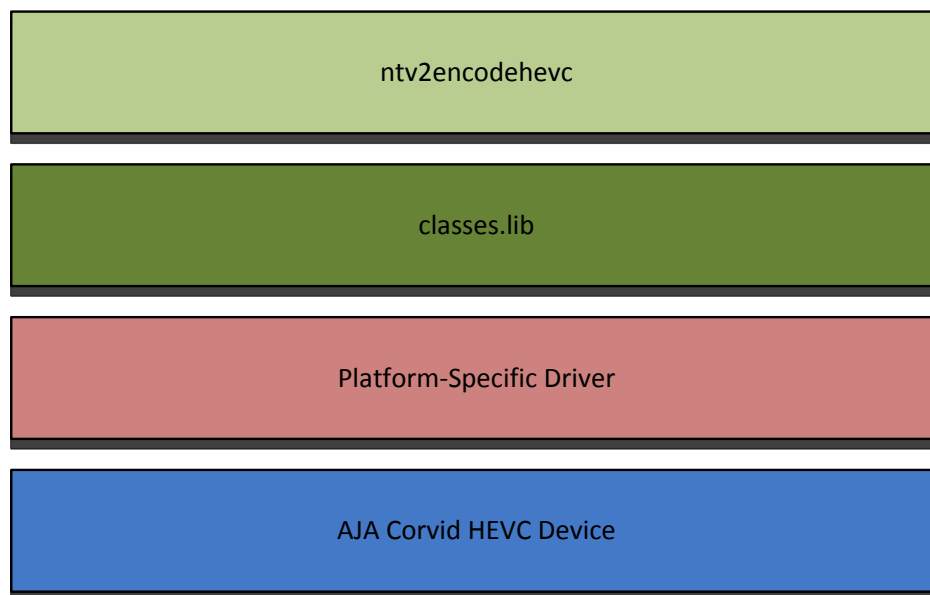 ntv2encodehevc
classes.lib
Platform-Specific Driver
AJA Corvid HEVC Device